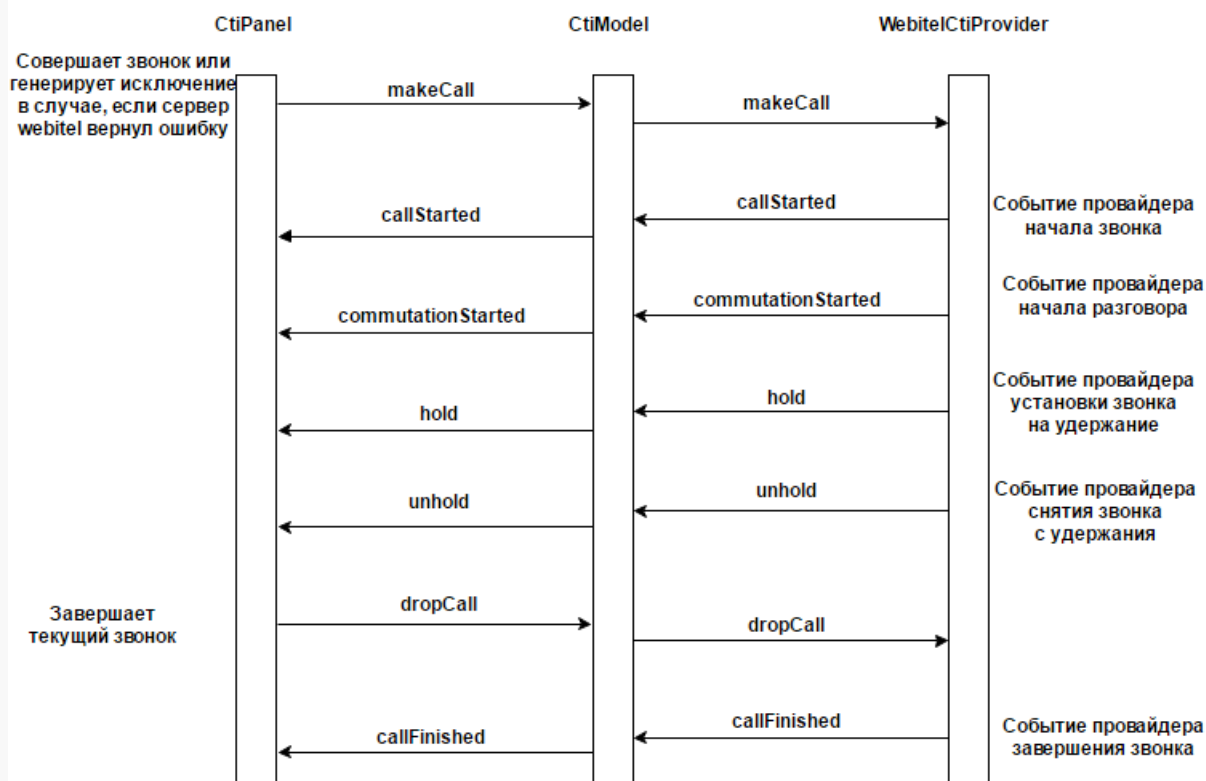 CtiPanel
CtiModel
WebitelCtiProvider
Совершает звонок или
генерирует исключение
в случае, если сервер
webitel вернул ошибку
makeCall
makeCall
callStarted
callStarted
Событие провайдера
начала звонка
commutationStarted
commutationStarted
Событие провайдера
начала разговора
hold
hold
Событие провайдера
установки звонка
на удержание
unhold
unhold
Событие провайдера
снятия звонка
с удержания
Завершает
текущий звонок
dropCall
dropCall
callFinished
callFinished
Событие провайдера
завершения звонка